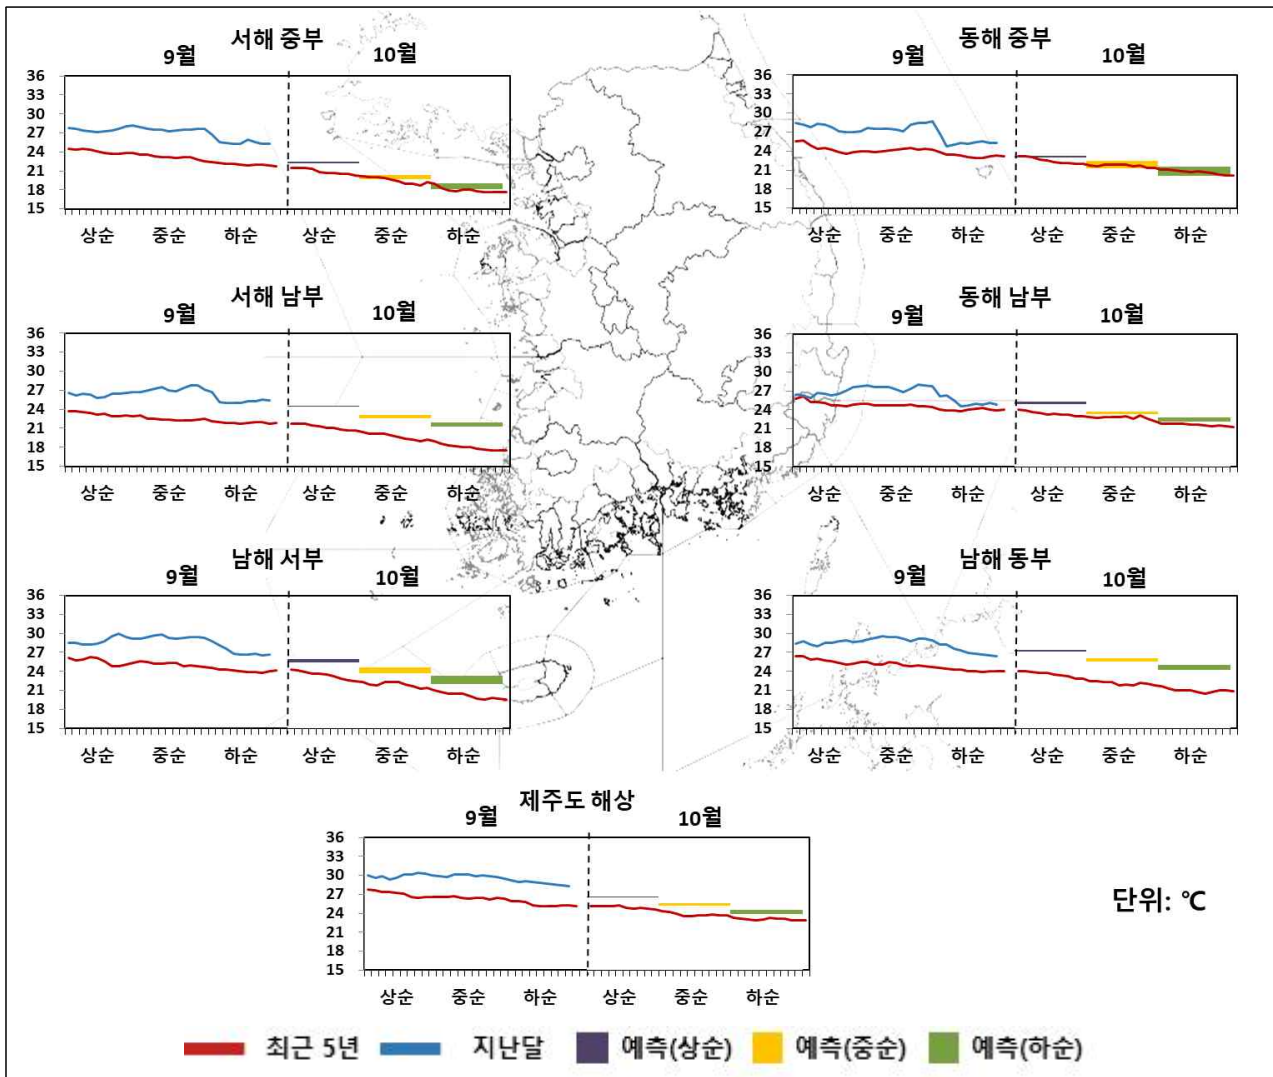 서해 중부
9월 10월
36
33
30
27
24
21
18
15
상순 중순 하순 상순 중순 하순
동해 중부
9월 10월
36
33
30
27
24
21
18
15
상순 중순 하순 상순 중순 하순
서해 남부
9월 10월
36
33
30
27
24
21
18
15
상순 중순 하순 상순 중순 하순
동해 남부
9월 10월
36
33
30
27
24
21
18
15
상순 중순 하순 상순 중순 하순
남해 서부
9월 10월
36
33
30
27
24
21
18
15
상순 중순 하순 상순 중순 하순
남해 동부
9월 10월
36
33
30
27
24
21
18
15
상순 중순 하순 상순 중순 하순
제주도 해상
9월 10월
36
33
30
27
24
21
18
15
상순 중순 하순 상순 중순 하순
단위: ℃
최근 5년 지난달 예측(상순) 예측(중순) 예측(하순)